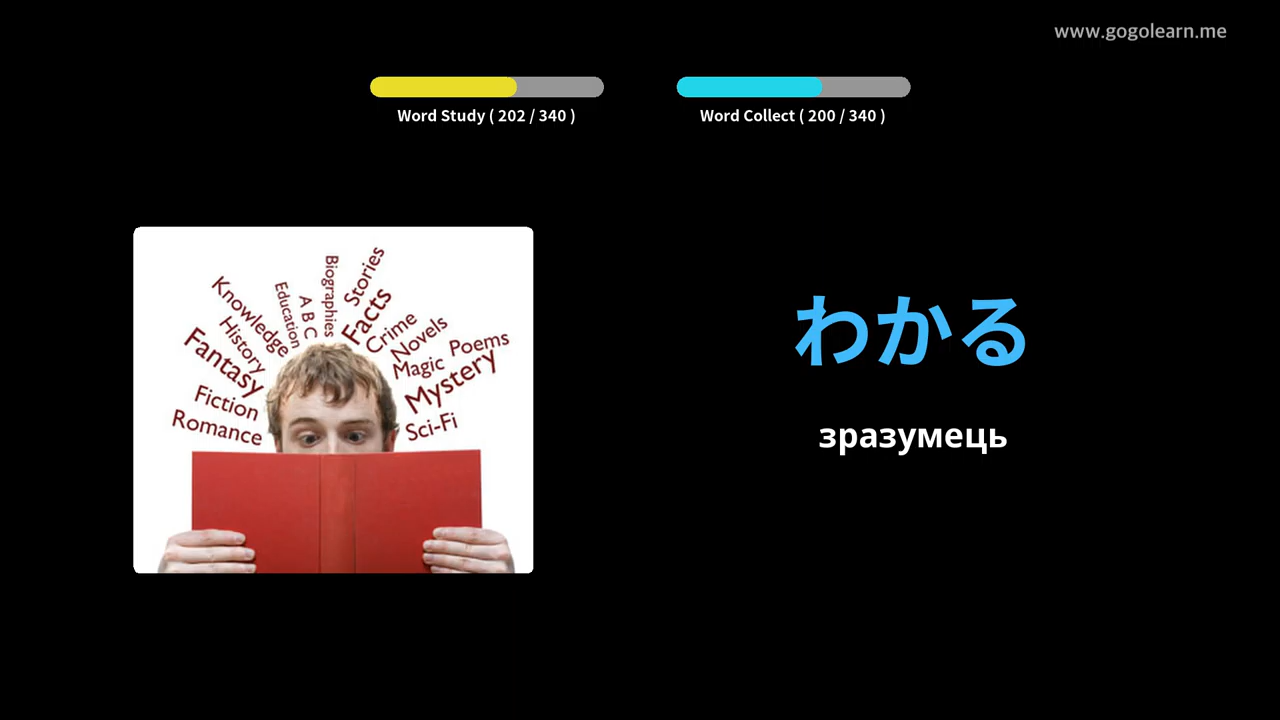 www.gogolearn.me
Word Study ( 202 / 340 )
Word Collect ( 200 / 340 )
Biographies
Stories
Facts
Education
A B C
Knowledge
History
Crime
Novels
Poems
Fantasy
Magic
Mystery
Fiction
Romance
Sci-Fi
わかる
зразумець